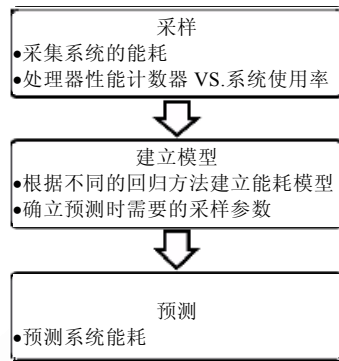 采样
●采集系统的能耗
●处理器性能计数器 VS.系统使用率
建立模型
●根据不同的回归方法建立能耗模型
●确立预测时需要的采样参数
预测
●预测系统能耗